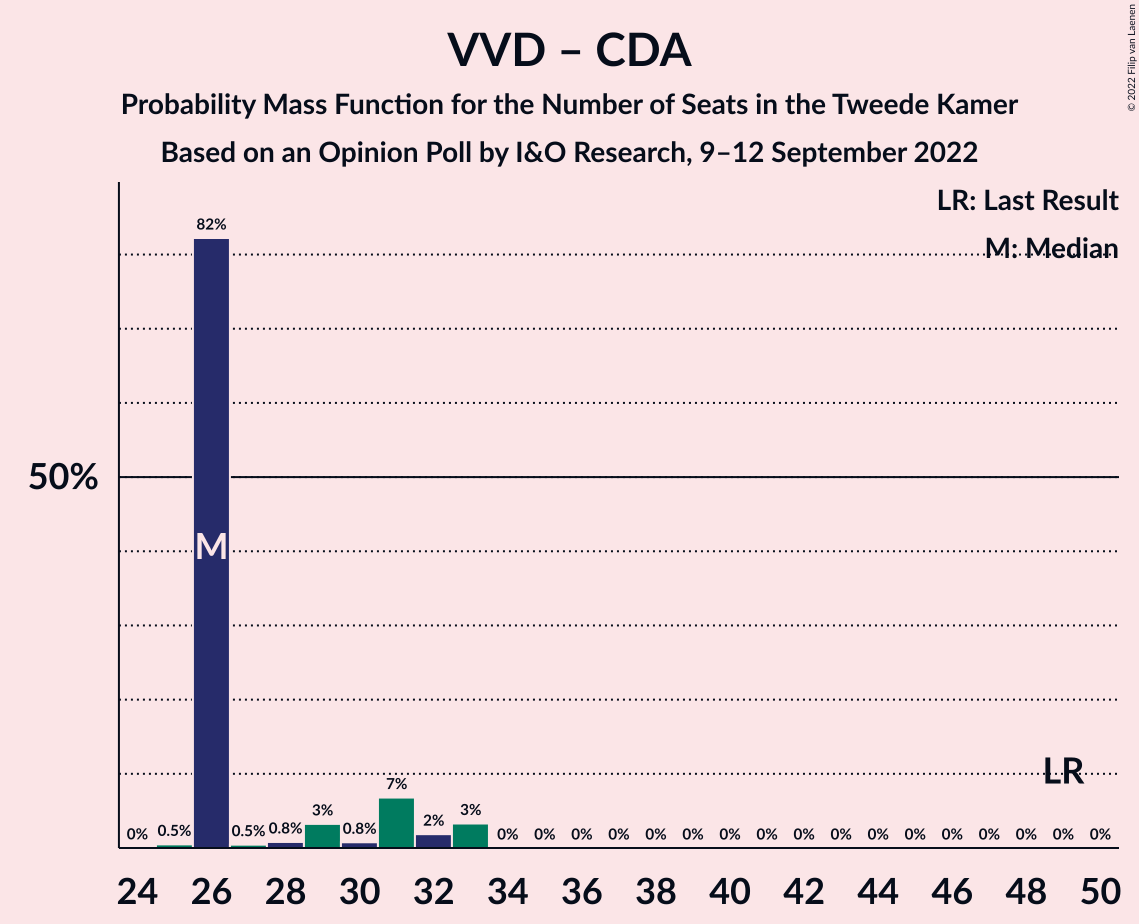 VVD – CDA
Probability Mass Function for the Number of Seats in the Tweede Kamer
Based on an Opinion Poll by I&O Research, 9–12 September 2022
© 2022 Filip van Laenen
LR: Last Result
M: Median
50%
82%
M
LR
0% 0.5% 0.5% 0.8% 3% 0.8% 7% 2% 3% 0% 0% 0% 0% 0% 0% 0% 0% 0% 0% 0% 0% 0% 0% 0% 0% 0%
24 26 28 30 32 34 36 38 40 42 44 46 48 50